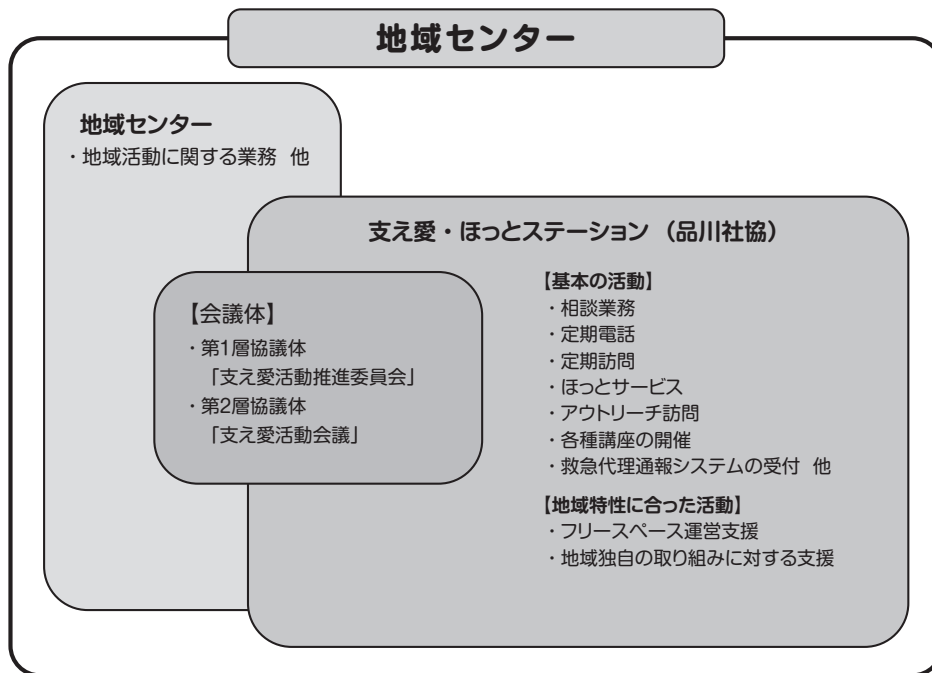 地域センター
地域センター
・地域活動に関する業務 他
支え愛・ほっとステーション（品川社協）
【会議体】
・第1層協議体
「支え愛活動推進委員会」
・第2層協議体
「支え愛活動会議」
【基本の活動】
・相談業務
・定期電話
・定期訪問
・ほっとサービス
・アウトリーチ訪問
・各種講座の開催
・救急代理通報システムの受付 他
【地域特性に合った活動】
・フリースペース運営支援
・地域独自の取り組みに対する支援